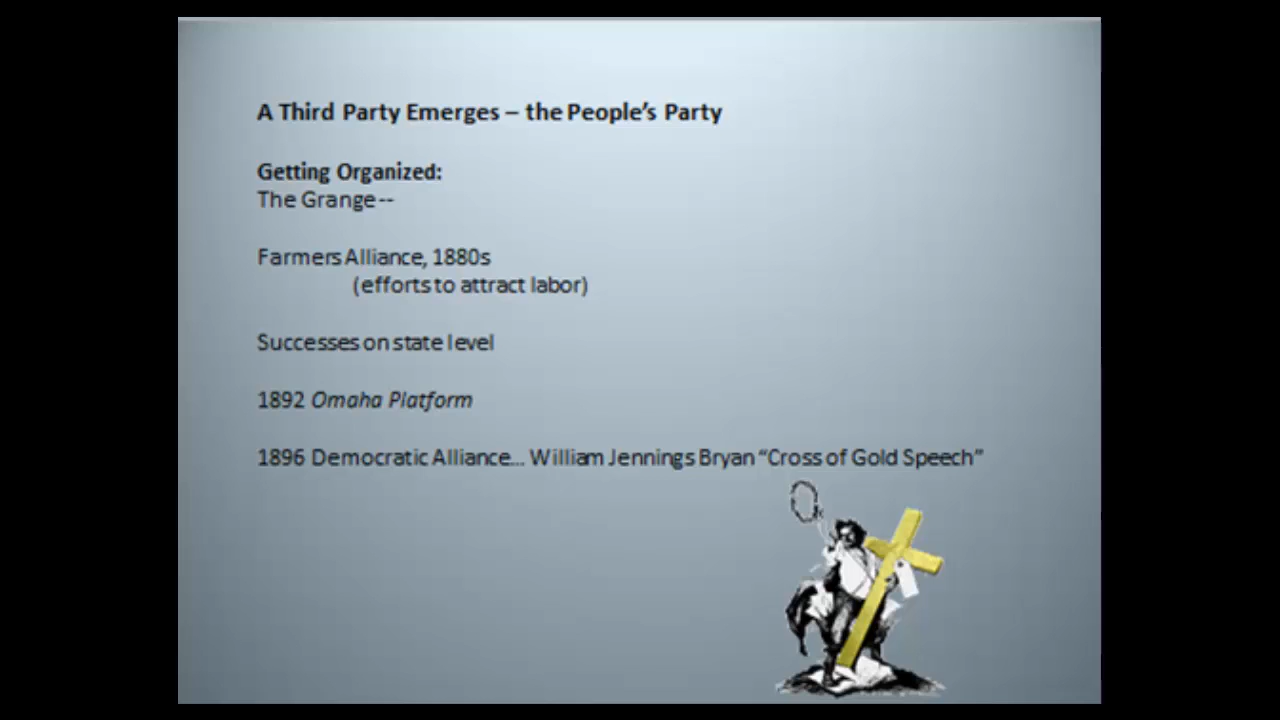 A Third Party Emerges – the People's Party
Getting Organized:
The Grange--
Farmers Alliance, 1880s
(efforts to attract labor)
Successes on state level
1892 Omaha Platform
1896 Democratic Alliance... William Jennings Bryan “Cross of Gold Speech”